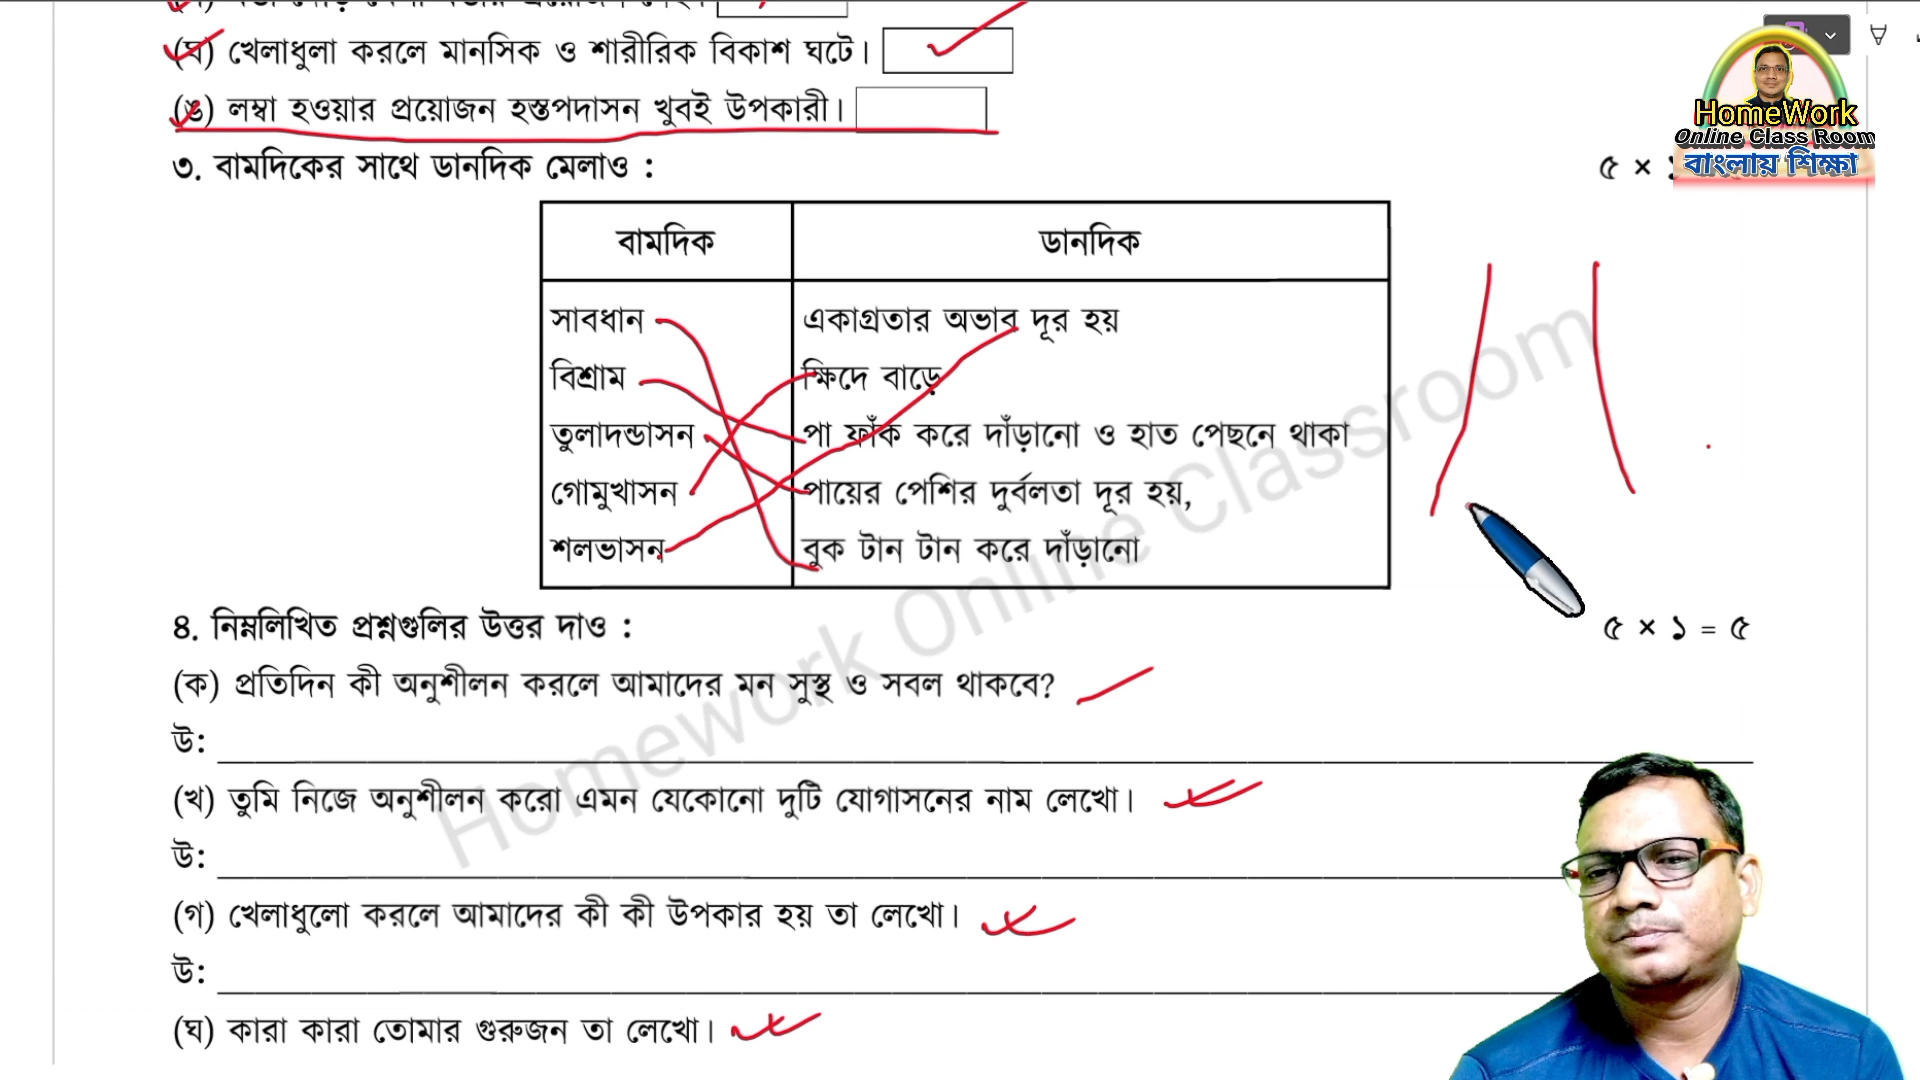 (ঘ) খেলাধুলা করলে মানসিক ও শারীরিক বিকাশ ঘটে।
(ঙ) লম্বা হওয়ার প্রয়োজন হস্তপদাসন খুবই উপকারী।
HomeWork
Online Class Room
বাংলায় শিক্ষা
৩. বামদিকের সাথে ডানদিক মেলাও :
৫ ×
বামদিক ডানদিক
সাবধান একাগ্রতার অভাব দূর হয়
বিশ্রাম ক্ষিদে বাড়ে
তুলাদন্ডাসন পা ফাঁক করে দাঁড়ানো ও হাত পেছনে থাকা
গোমুখাসন পায়ের পেশির দুর্বলতা দূর হয়,
শলভাসন বুক টান টান করে দাঁড়ানো
Homework Online Classroom
৪. নিম্নলিখিত প্রশ্নগুলির উত্তর দাও : ৫ × ১ = ৫
(ক) প্রতিদিন কী অনুশীলন করলে আমাদের মন সুস্থ ও সবল থাকবে?
উ:
(খ) তুমি নিজে অনুশীলন করো এমন যেকোনো দুটি যোগাসনের নাম লেখো।
উ:
(গ) খেলাধুলো করলে আমাদের কী কী উপকার হয় তা লেখো।
উ:
(ঘ) কারা কারা তোমার গুরুজন তা লেখো।